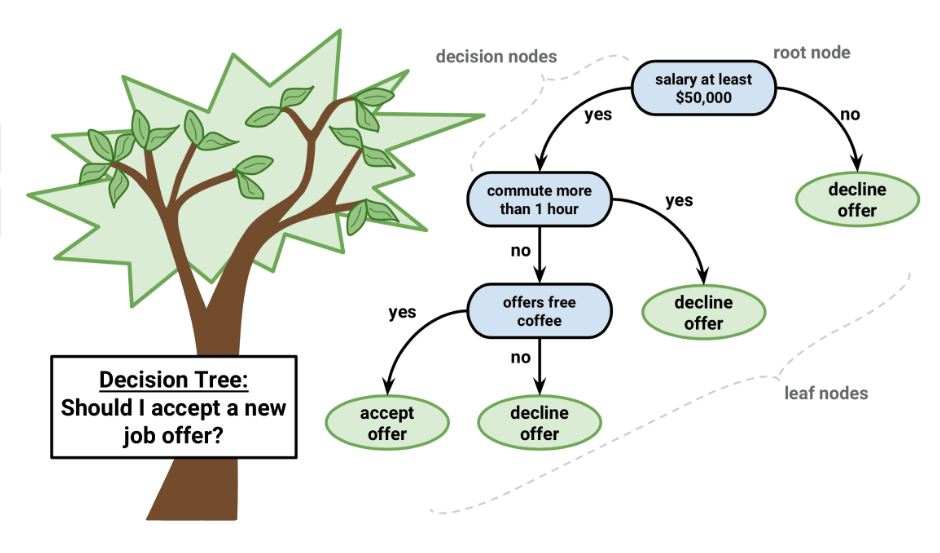 decision nodes
root node
salary at least
$50,000
yes
no
commute more
than 1 hour
yes
decline
offer
no
offers free
coffee
decline
offer
yes
no
accept
offer
decline
offer
leaf nodes
Decision Tree:
Should I accept a new
job offer?